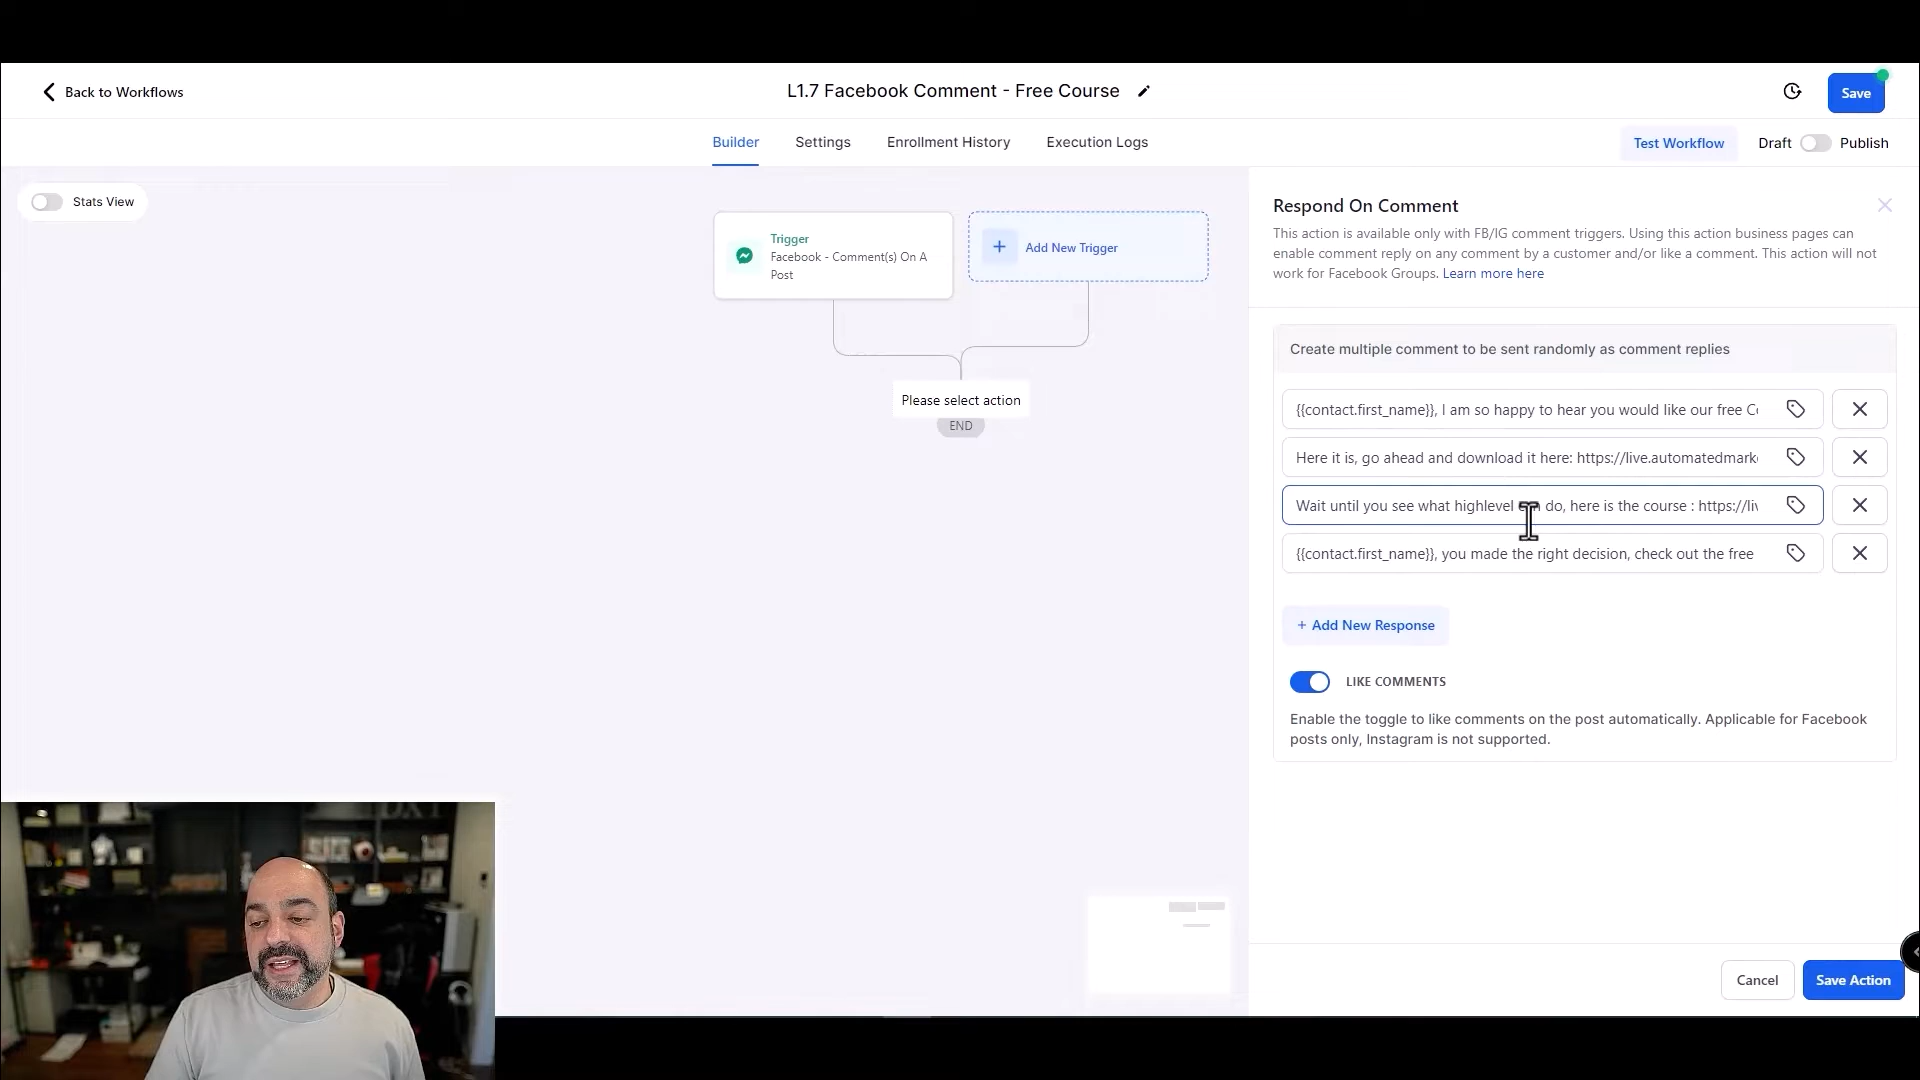 Back to Workflows
L1.7 Facebook Comment - Free Course
Save
Builder
Settings
Enrollment History
Execution Logs
Test Workflow
Draft
Publish
Stats View
Trigger
Facebook - Comment(s) On A
Post
Add New Trigger
Please select action
END
Respond On Comment
This action is available only with FB/IG comment triggers. Using this action business pages can
enable comment reply on any comment by a customer and/or like a comment. This action will not
work for Facebook Groups. Learn more here
Create multiple comment to be sent randomly as comment replies
{{contact.first_name}}, I am so happy to hear you would like our free
Here it is, go ahead and download it here: https://live.automatedmark
Wait until you see what highlevel do, here is the course : https://liv
{{contact.first_name}}, you made the right decision, check out the free
+ Add New Response
LIKE COMMENTS
Enable the toggle to like comments on the post automatically. Applicable for Facebook
posts only, Instagram is not supported.
Cancel
Save Action